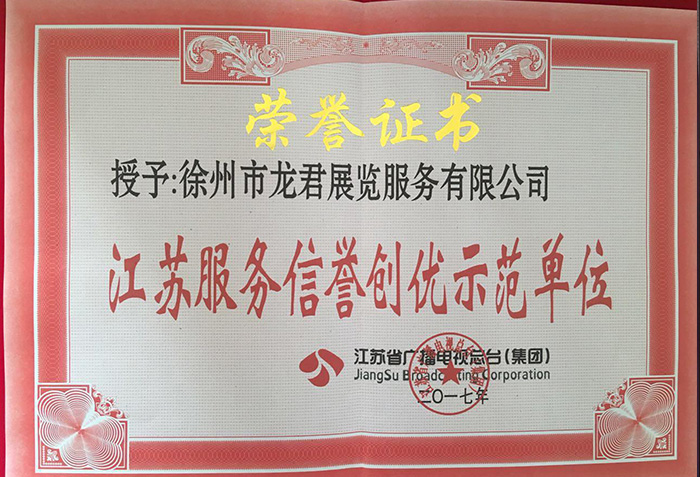 荣誉证书
授予:徐州市龙君展览服务有限公司
江苏服务信誉创优示范单位
江苏省广播电视总台(集团)
JiangSu Broadcasting Corporation
二〇一七年